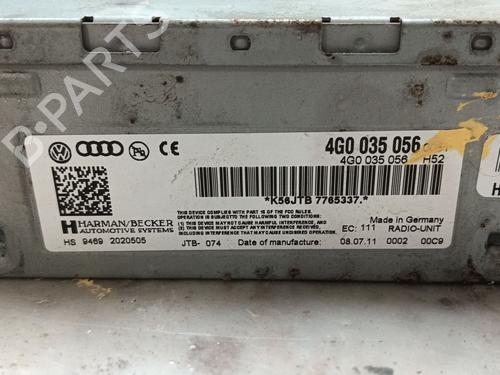 B-PARTS
4G0 035 056
4G0 035 056 H52
*K56JTB 7765337.*
HARMAN/BECKER
AUTOMOTIVE SYSTEMS
HS 9469 2020505
THIS DEVICE COMPLIES WITH PART 15 OF THE FCC RULES.
OPERATION IS SUBJECT TO THE FOLLOWING TWO CONDITIONS:
(1) THIS DEVICE MAY NOT CAUSE HARMFUL INTERFERENCE, AND
(2) THIS DEVICE MUST ACCEPT ANY INTERFERENCE RECEIVED,
INCLUDING INTERFERENCE THAT MAY CAUSE UNDESIRED OPERATION.
Made in Germany
EC: 111 RADIO-UNIT
JTB- 074 Date of manufacture: 08.07.11 0002 00C9